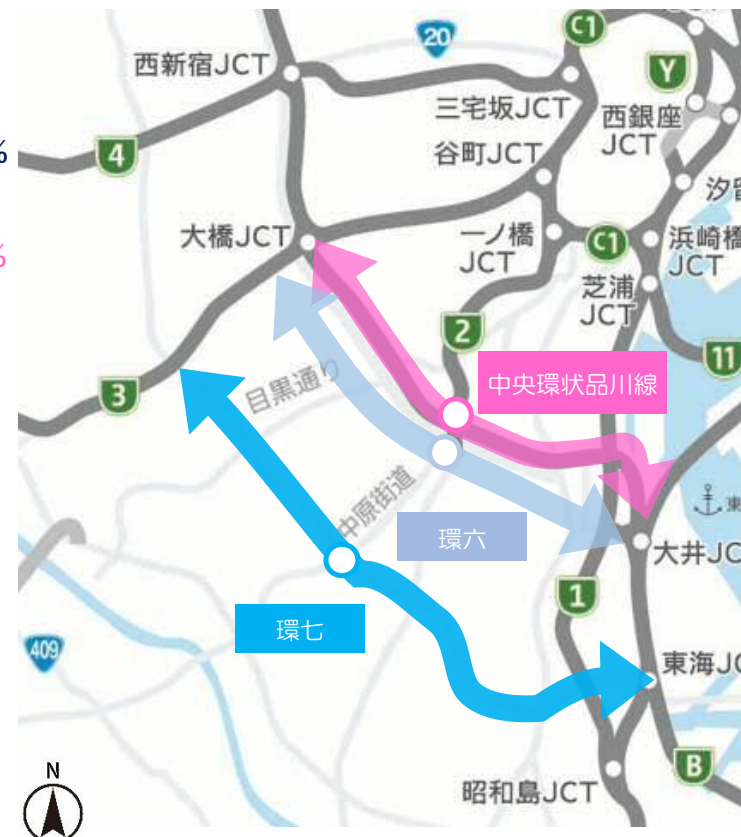 20
C1
西新宿JCT
Y
三宅坂JCT
西銀座
JCT
%
4
谷町JCT
汐留
大橋JCT
一ノ橋
JCT
C1
浜崎橋
JCT
%
芝浦
JCT
2
11
3
目黒通り
中央環状品川線
中原街道
東
環六
大井JC
1
環七
409
東海JC
B
昭和島JCT
N